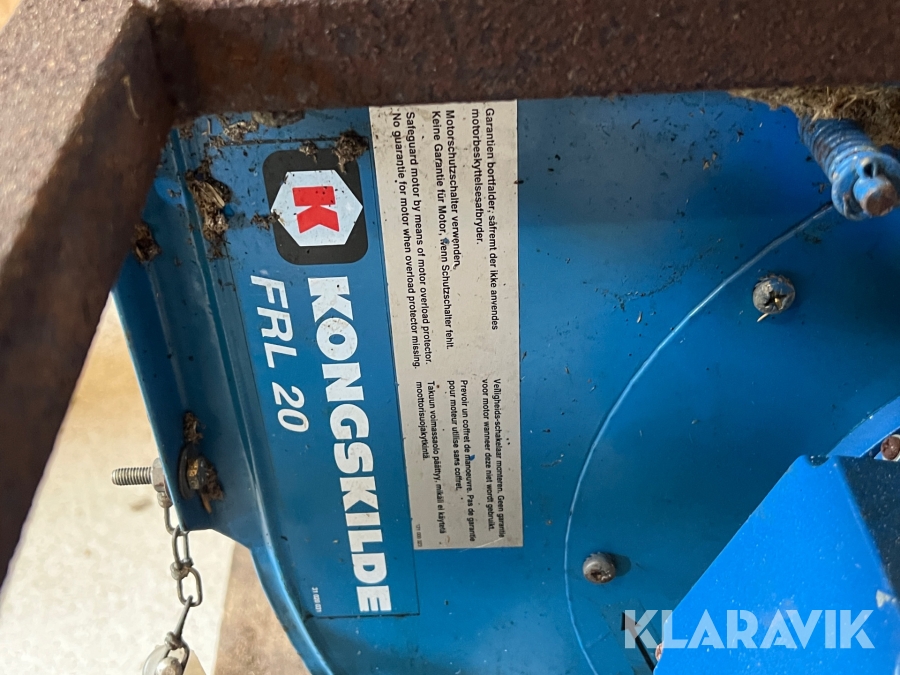 K
KONGSKILDE
FRL 20
Garantien bortfalder, såfremt der ikke anvendes
motorbeskyttelsesafbryder.
Motorschutzschalter verwenden,
Keine Garantie für Motor, wenn Schutzschalter fehlt.
Safeguard motor by means of motor overload protector.
No guarantee for motor when overload protector missing.
Veiligheids-schakelaar monteren. Geen garantie
voor motor wanneer deze niet wordt gebruikt.
Prevoir un coffret de manoeuvre. Pas de garantie
pour moteur utilise sans coffret.
Takuun voimassaolo päättyy, mikäli ei käytetä
moottorisuojakytkintä.
KLARAVIK